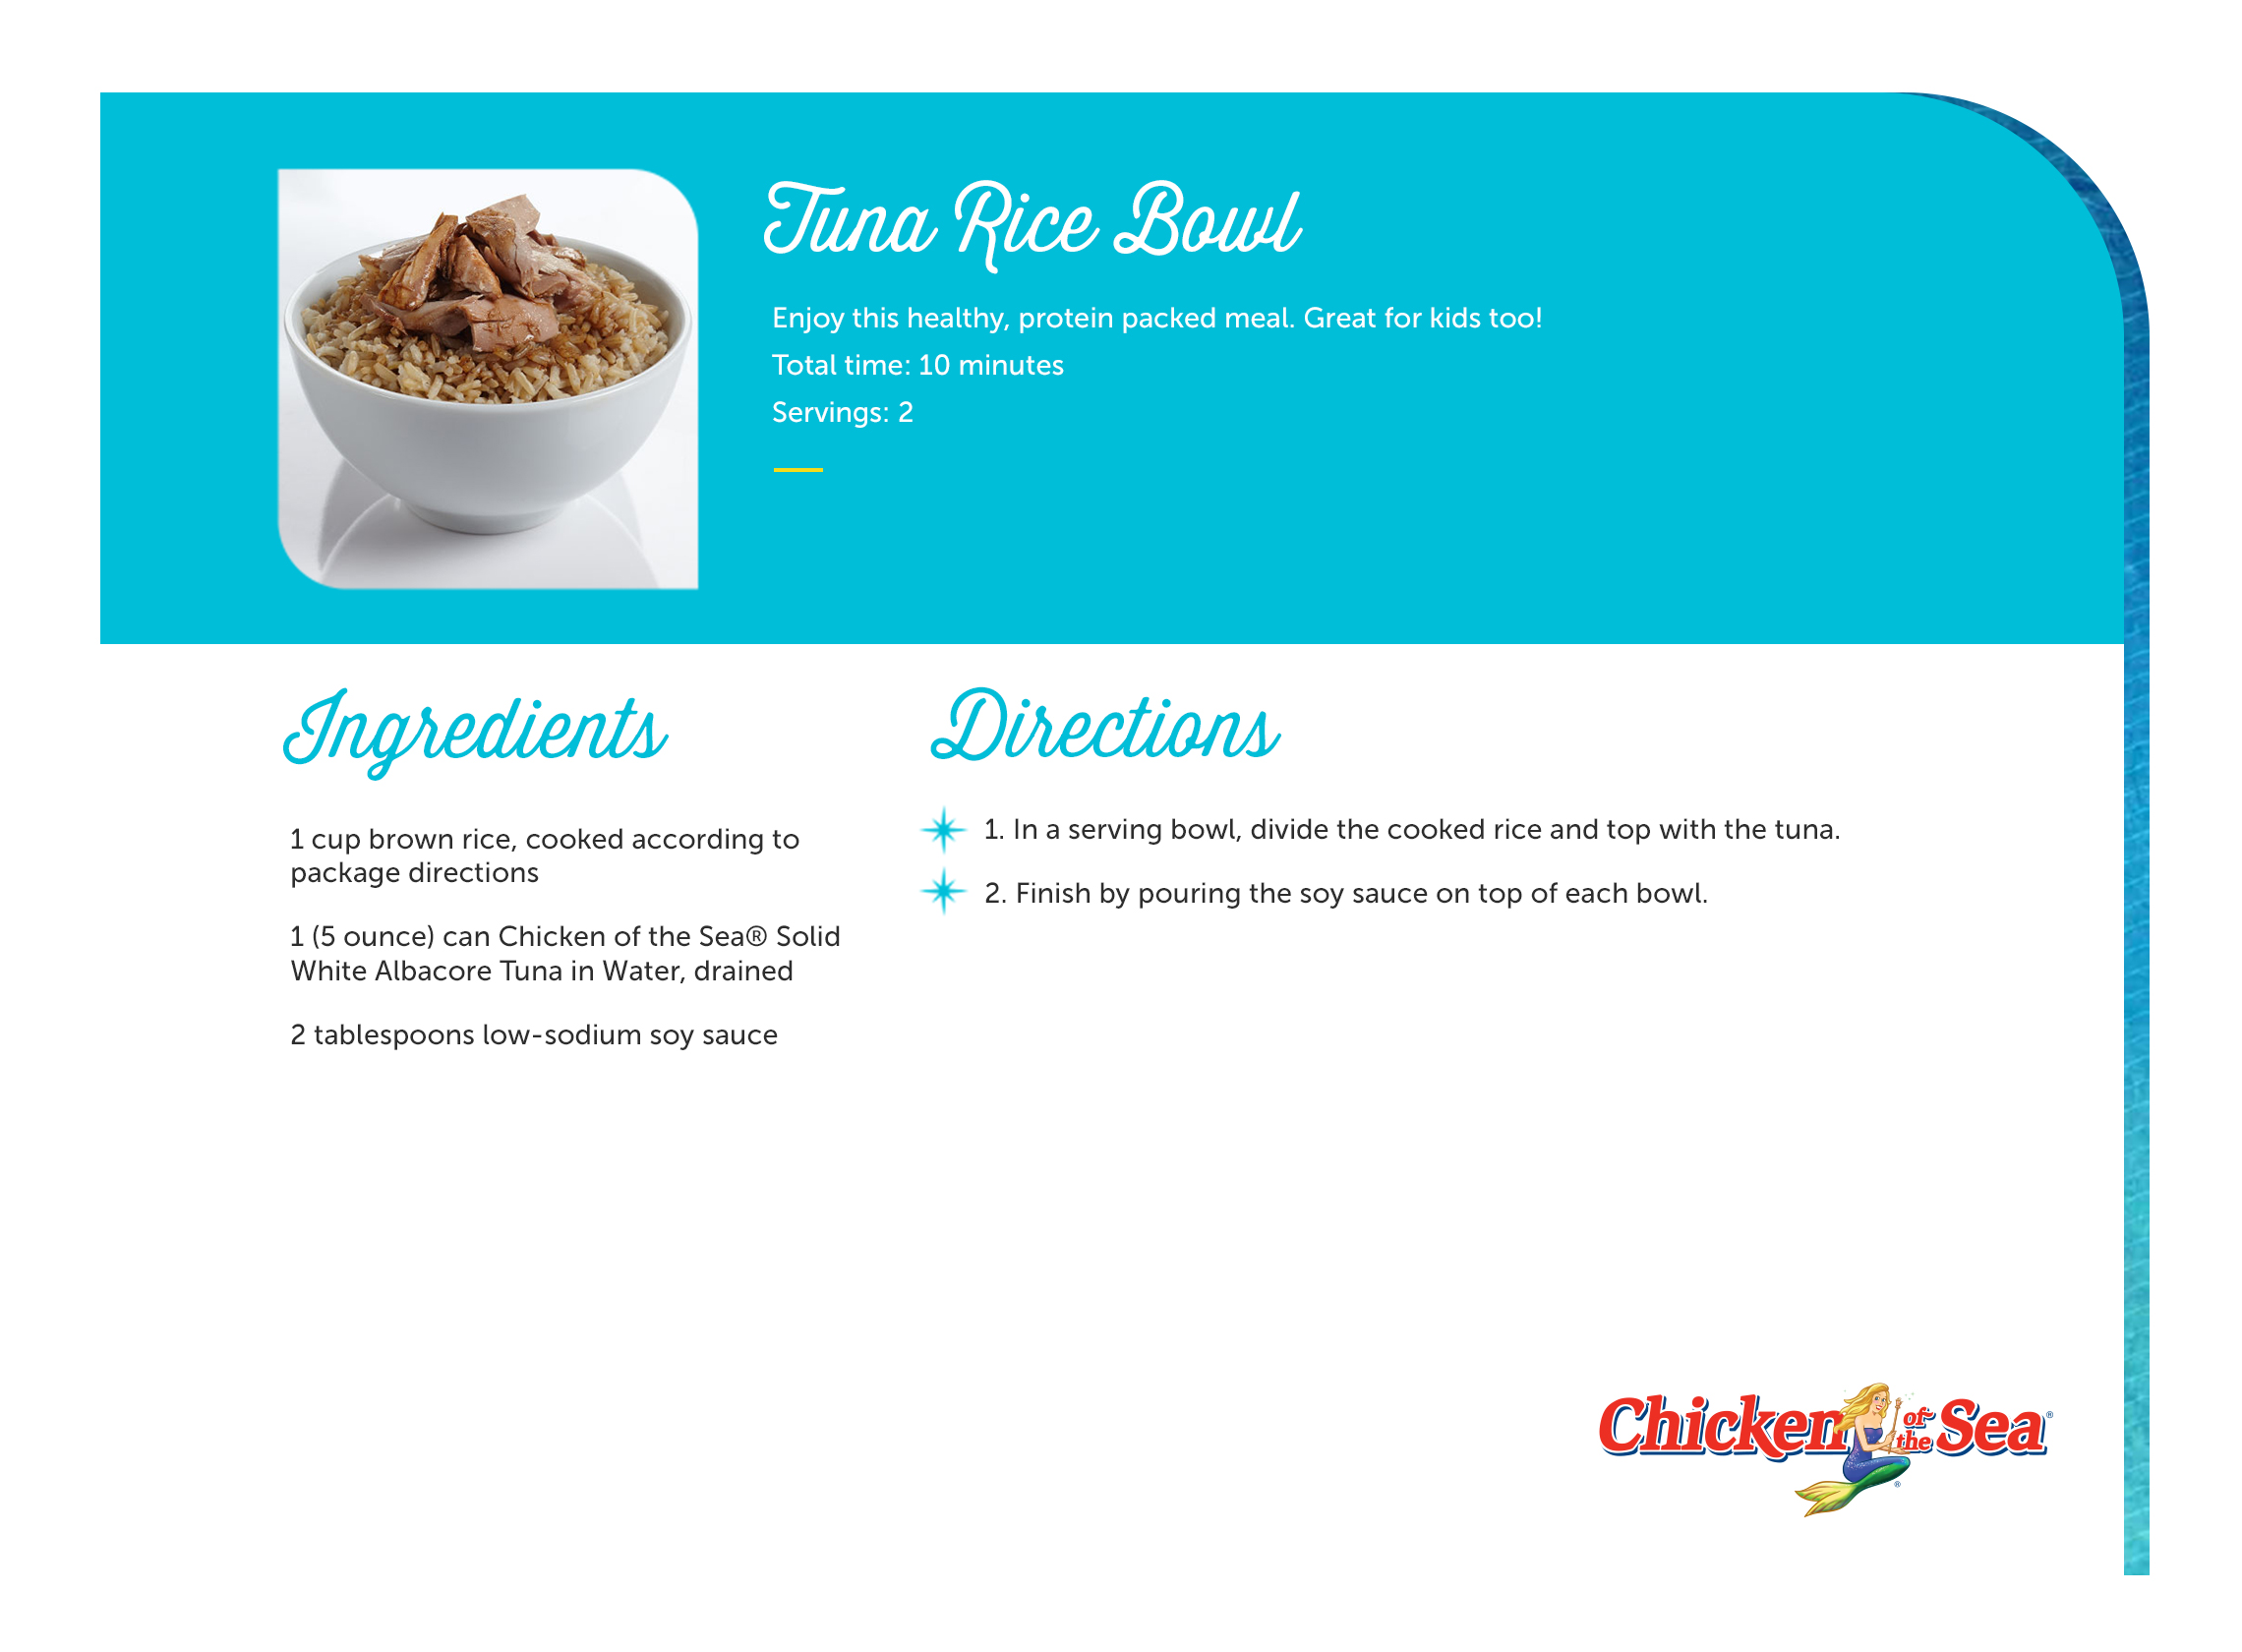 Tuna Rice Bowl
Enjoy this healthy, protein packed meal. Great for kids too!
Total time: 10 minutes
Servings: 2
Ingredients
1 cup brown rice, cooked according to
package directions
1 (5 ounce) can Chicken of the Sea® Solid
White Albacore Tuna in Water, drained
2 tablespoons low-sodium soy sauce
Directions
1. In a serving bowl, divide the cooked rice and top with the tuna.
2. Finish by pouring the soy sauce on top of each bowl.
Chicken of the Sea®
®